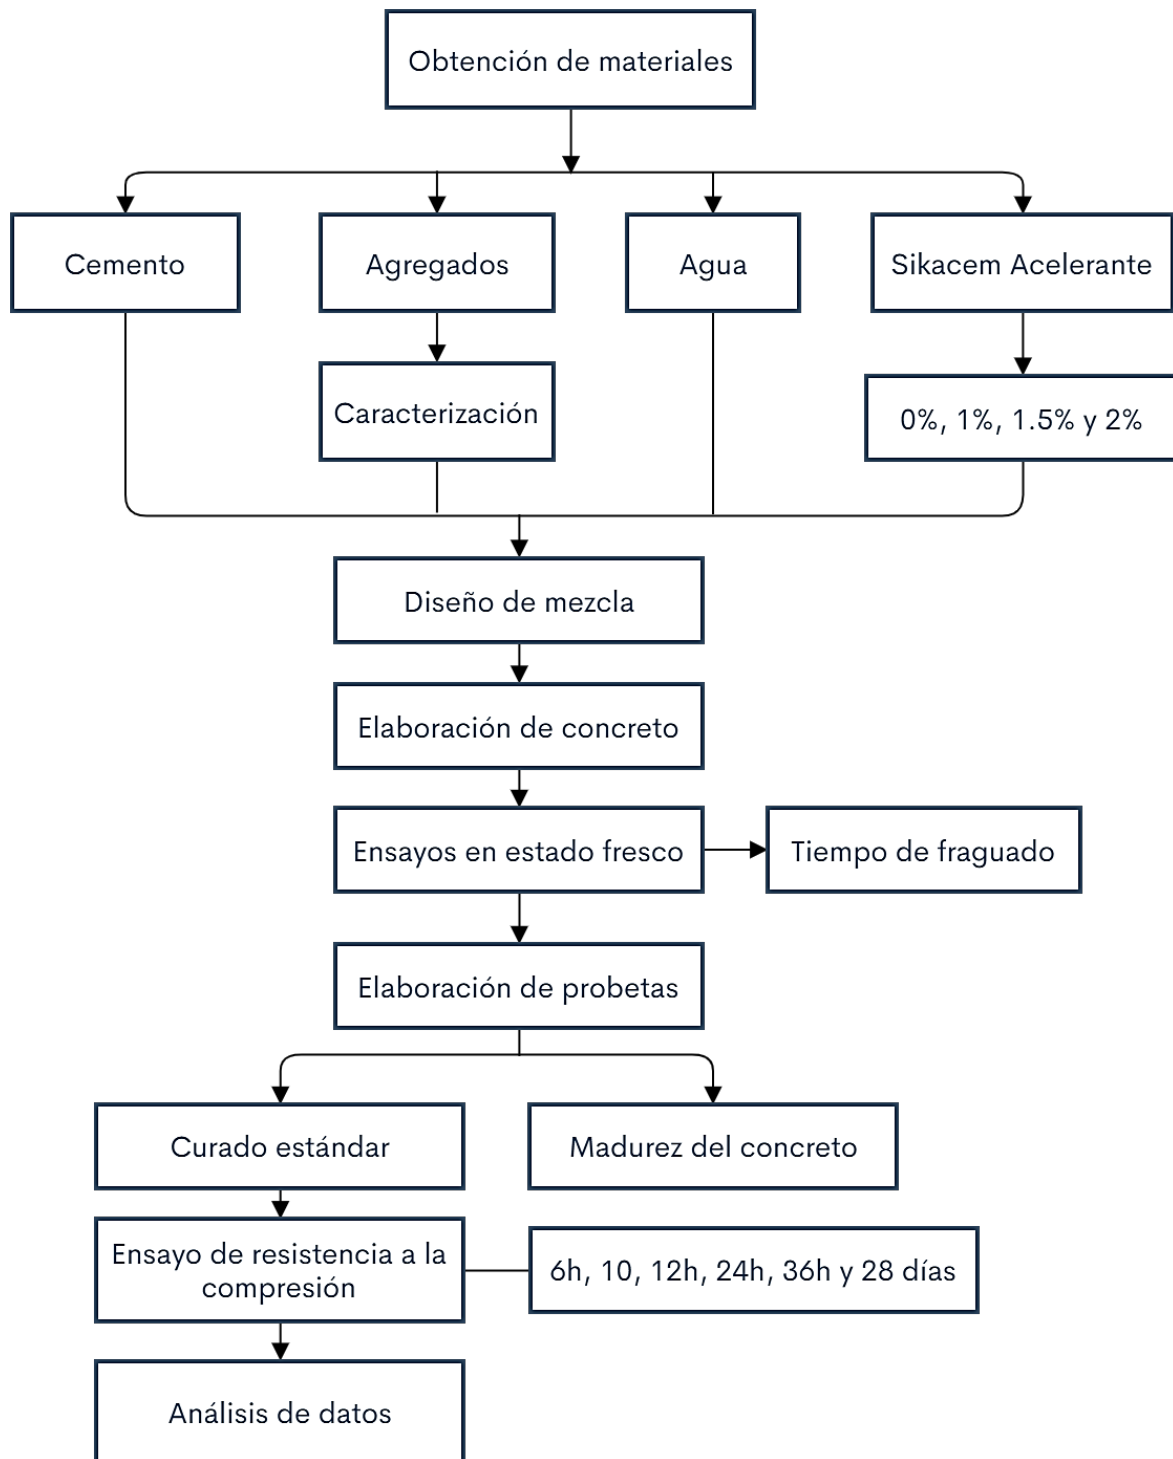 Obtención de materiales
Cemento
Agregados
Agua
Sikacem Acelerante
Caracterización
0%, 1%, 1.5% y 2%
Diseño de mezcla
Elaboración de concreto
Ensayos en estado fresco
Tiempo de fraguado
Elaboración de probetas
Curado estándar
Madurez del concreto
Ensayo de resistencia a la
compresión
6h, 10, 12h, 24h, 36h y 28 días
Análisis de datos